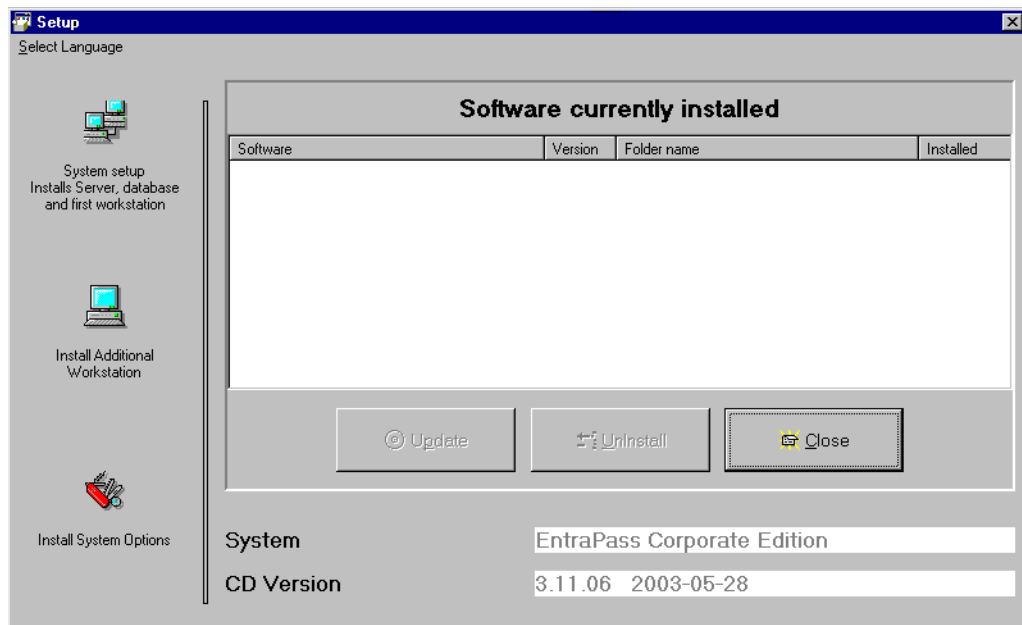 Setup
Select Language
System setup
Installs Server, database
and first workstation
Install Additional
Workstation
Install System Options
Software currently installed
Software Version Folder name Installed
Update UnInstall Close
System EntraPass Corporate Edition
CD Version 3.11.06 2003-05-28